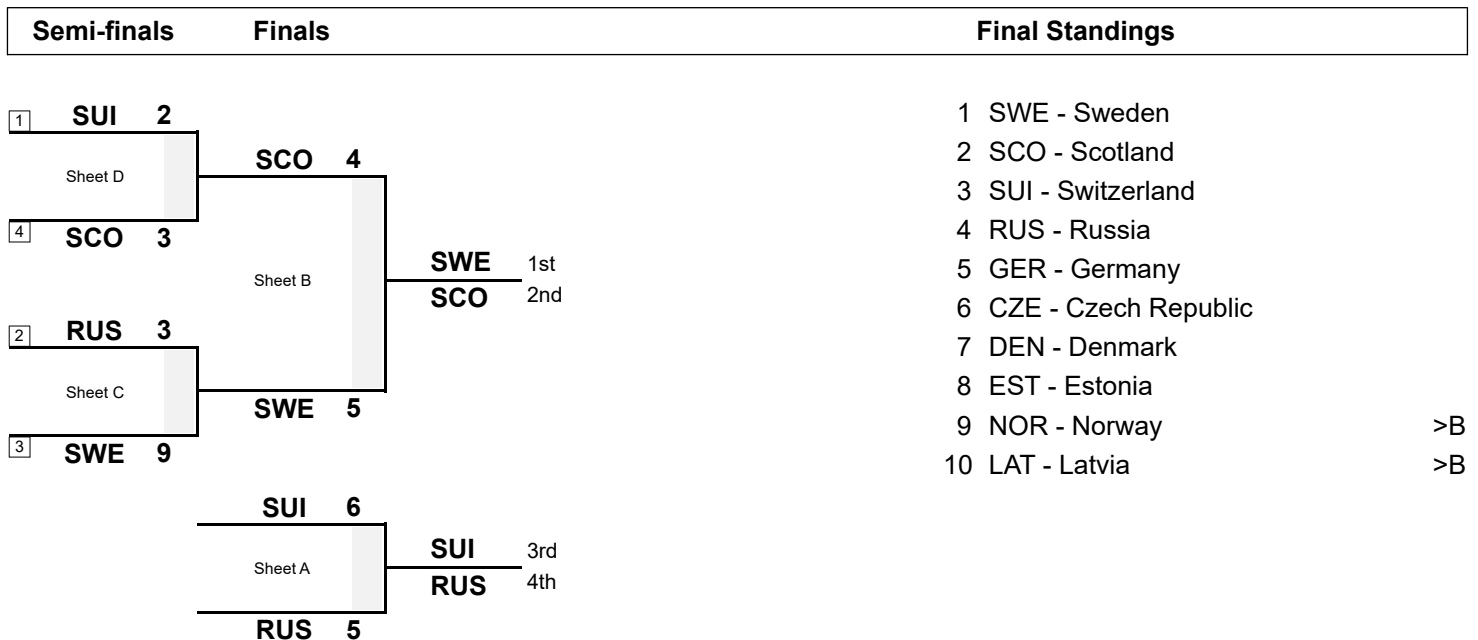 Semi-finals Finals Final Standings
1 SUI 2
Sheet D
4 SCO 3
SCO 4
Sheet B
2 RUS 3
Sheet C
3 SWE 9
SWE 5
SWE 1st
SCO 2nd
SUI 6
Sheet A
RUS 5
SUI 3rd
RUS 4th
1 SWE - Sweden
2 SCO - Scotland
3 SUI - Switzerland
4 RUS - Russia
5 GER - Germany
6 CZE - Czech Republic
7 DEN - Denmark
8 EST - Estonia
9 NOR - Norway >B
10 LAT - Latvia >B